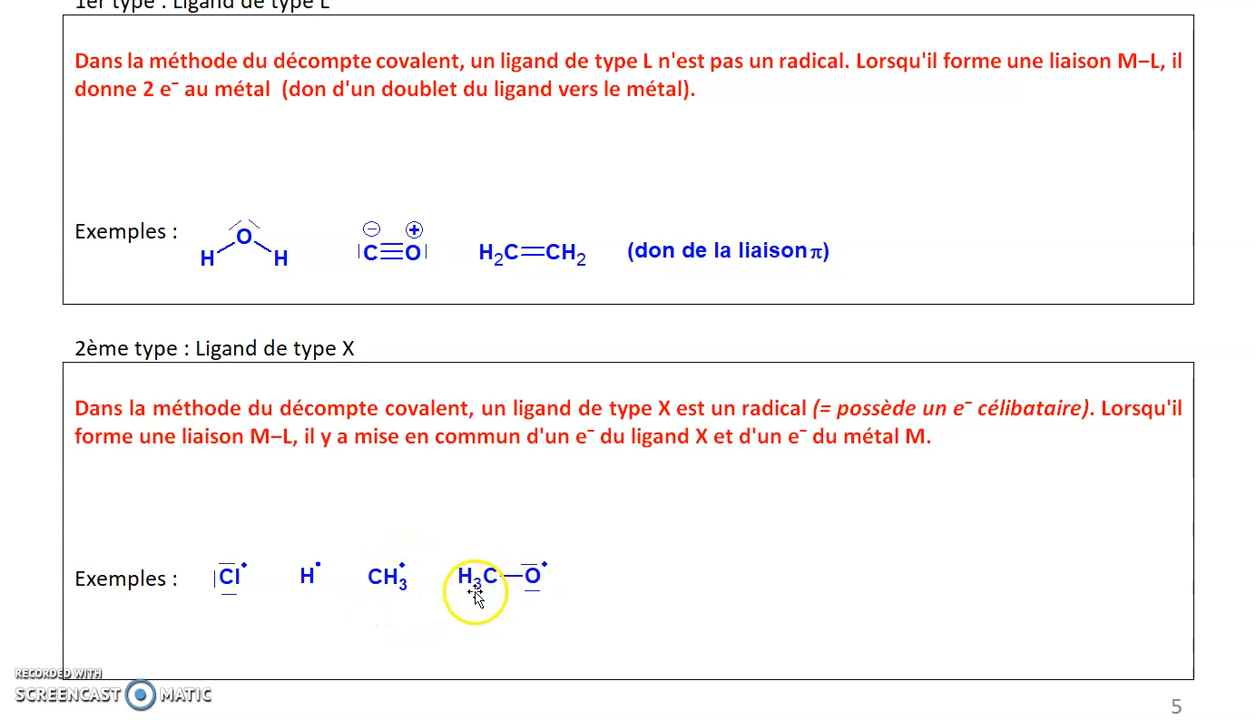 1er type : Ligand de type L
Dans la méthode du décompte covalent, un ligand de type L n'est pas un radical. Lorsqu'il forme une liaison M–L, il
donne 2 e⁻ au métal (don d'un doublet du ligand vers le métal).
Exemples :
H O H
⊖ ⊕
|C≡O|
H₂C=CH₂
(don de la liaison π)
2ème type : Ligand de type X
Dans la méthode du décompte covalent, un ligand de type X est un radical (= possède un e⁻ célibataire). Lorsqu'il
forme une liaison M–L, il y a mise en commun d'un e⁻ du ligand X et d'un e⁻ du métal M.
Exemples : |Cl• H• CH₃• H₃C—O•
RECORDED WITH
SCREENCAST MATIC
5